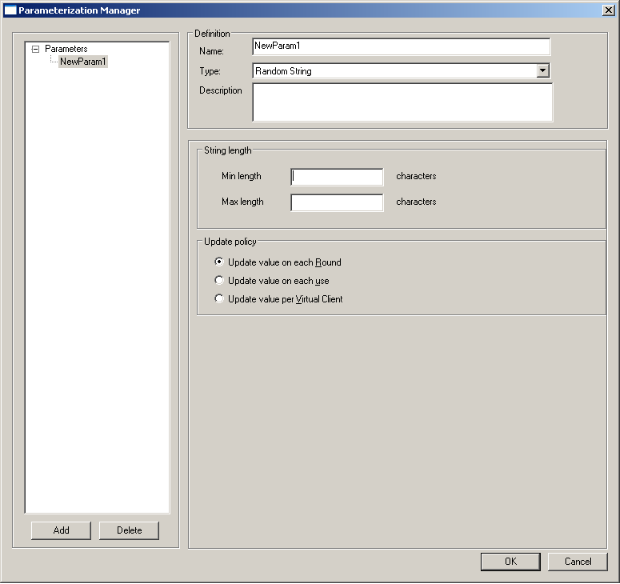 Parameterization Manager
Parameters
NewParam1
Add
Delete
Definition
Name:
NewParam1
Type:
Random String
Description
String length
Min length
characters
Max length
characters
Update policy
Update value on each Round
Update value on each use
Update value per Virtual Client
OK
Cancel